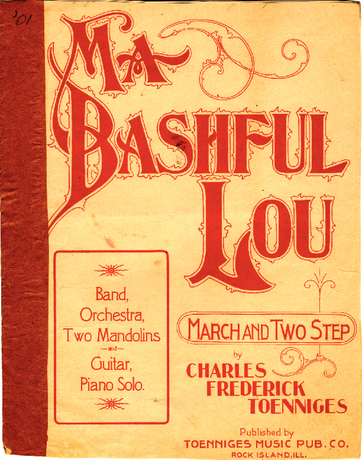 '01
Ma
Bashful
Lou
Band,
Orchestra,
Two Mandolins
and
Guitar,
Piano Solo.
March and Two Step
by
Charles
Frederick
Toenniges
Published by
Toenniges Music Pub. Co.
Rock Island, Ill.